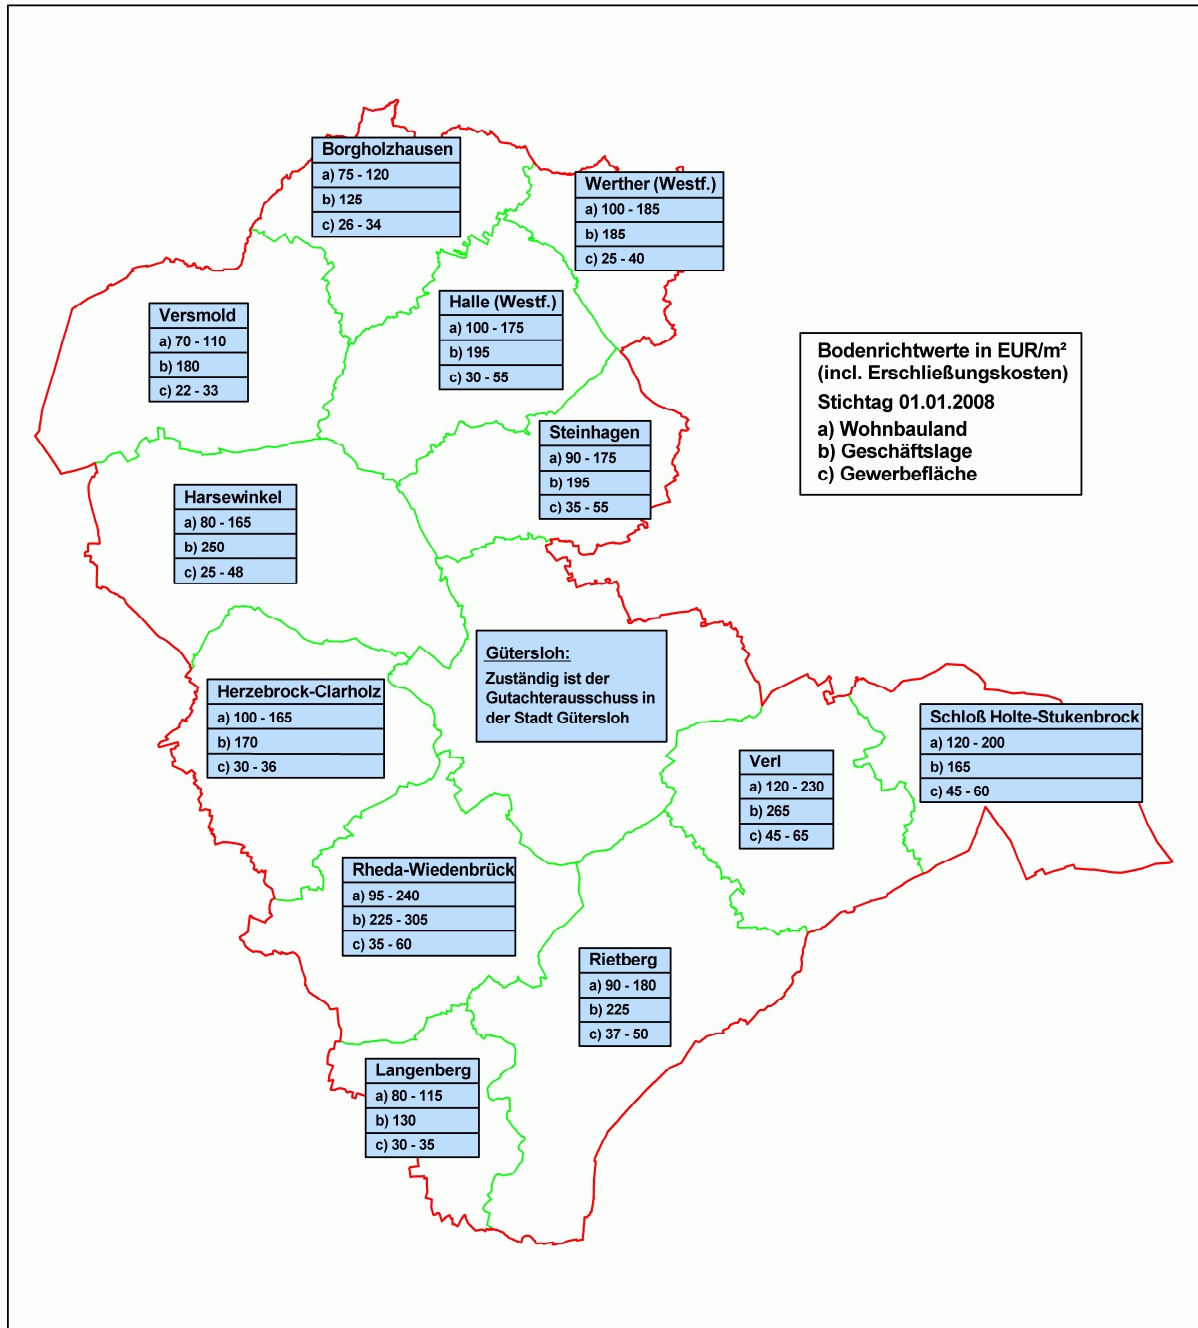 Borgholzhausen
a) 75 - 120
b) 125
c) 26 - 34
Werther (Westf.)
a) 100 - 185
b) 185
c) 25 - 40
Versmold
a) 70 - 110
b) 180
c) 22 - 33
Halle (Westf.)
a) 100 - 175
b) 195
c) 30 - 55
Bodenrichtwerte in EUR/m²
(incl. Erschließungskosten)
Stichtag 01.01.2008
a) Wohnbauland
b) Geschäftslage
c) Gewerbefläche
Steinhagen
a) 90 - 175
b) 195
c) 35 - 55
Harsewinkel
a) 80 - 165
b) 250
c) 25 - 48
Gütersloh:
Zuständig ist der
Gutachterausschuss in
der Stadt Gütersloh
Herzebrock-Clarholz
a) 100 - 165
b) 170
c) 30 - 36
Schloß Holte-Stukenbrock
a) 120 - 200
b) 165
c) 45 - 60
Verl
a) 120 - 230
b) 265
c) 45 - 65
Rheda-Wiedenbrück
a) 95 - 240
b) 225 - 305
c) 35 - 60
Rietberg
a) 90 - 180
b) 225
c) 37 - 50
Langenberg
a) 80 - 115
b) 130
c) 30 - 35